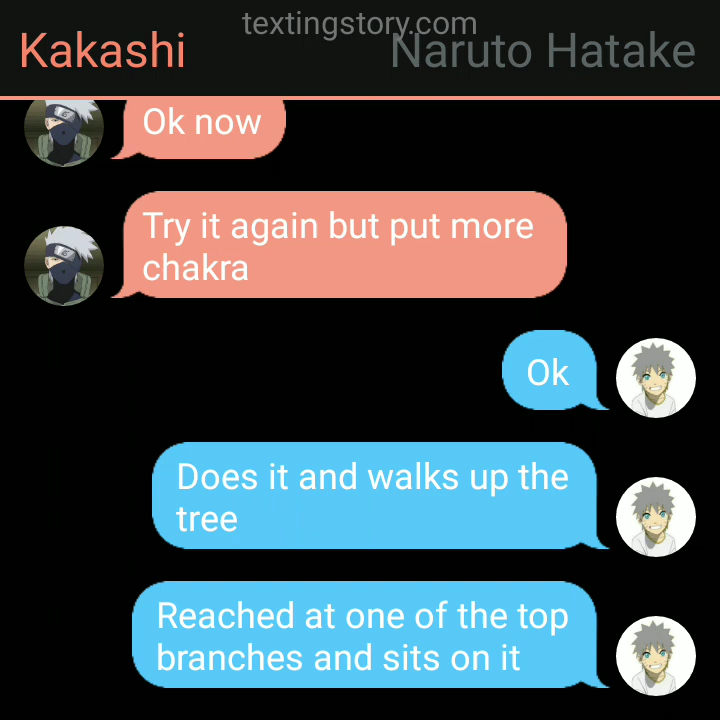 textingstory.com
Kakashi
Naruto Hatake
Ok now
Try it again but put more
chakra
Ok
Does it and walks up the
tree
Reached at one of the top
branches and sits on it